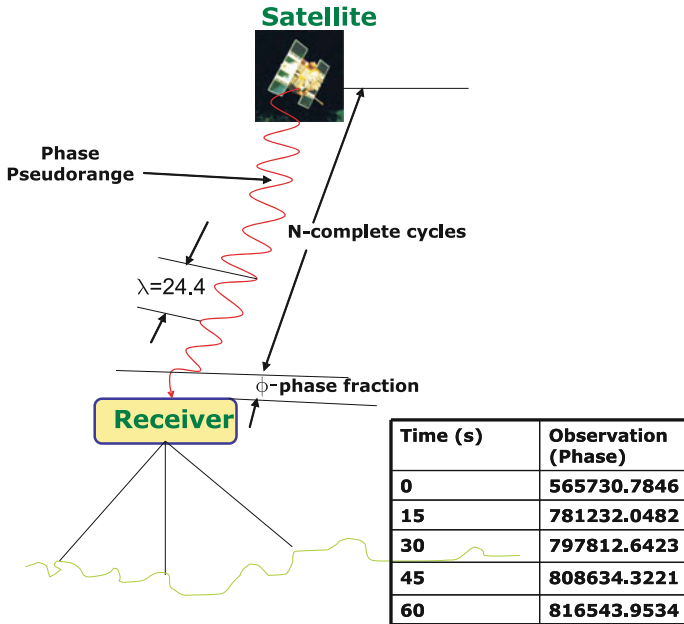 Satellite
Phase
Pseudorange
N-complete cycles
λ=24.4
ϕ-phase fraction
Receiver
Time (s) Observation (Phase)
0 565730.7846
15 781232.0482
30 797812.6423
45 808634.3221
60 816543.9534